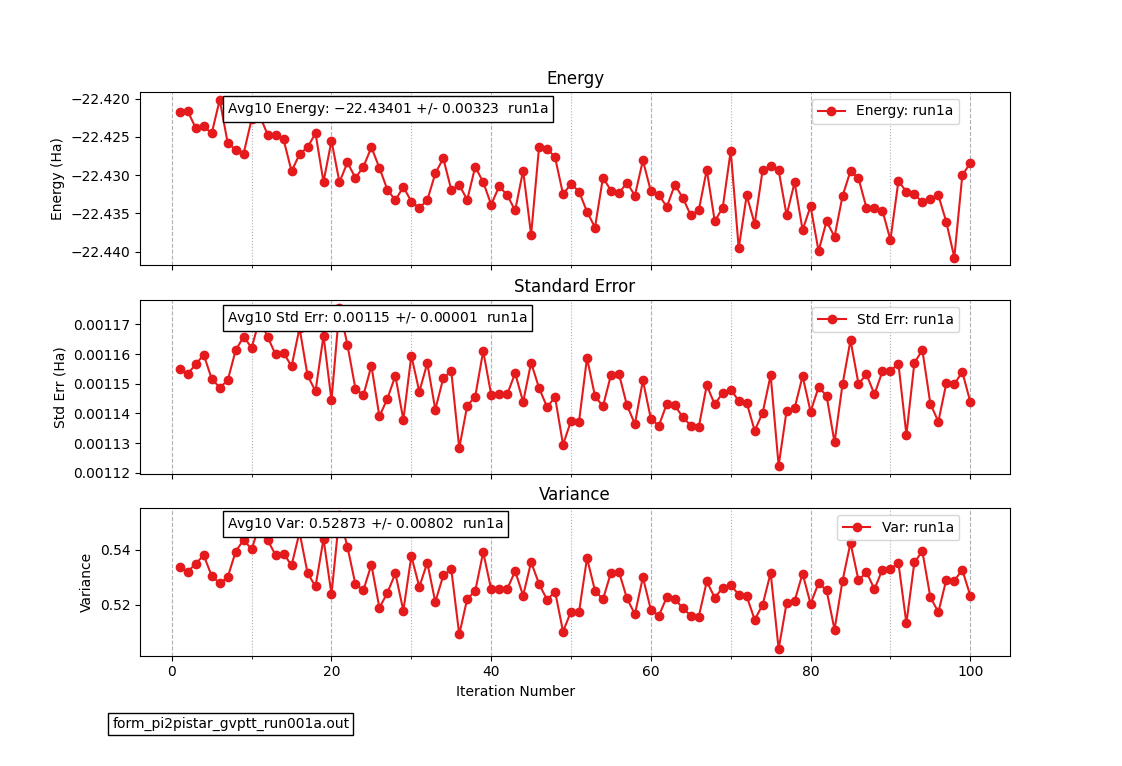 Energy
−22.420
−22.425
−22.430
−22.435
−22.440
Energy (Ha)
Avg10 Energy: −22.43401 +/- 0.00323  run1a
Energy: run1a
Standard Error
0.00117
0.00116
0.00115
0.00114
0.00113
0.00112
Std Err (Ha)
Avg10 Std Err: 0.00115 +/- 0.00001  run1a
Std Err: run1a
Variance
0.54
0.52
Variance
Avg10 Var: 0.52873 +/- 0.00802  run1a
Var: run1a
0 20 40 60 80 100
Iteration Number
form_pi2pistar_gvptt_run001a.out